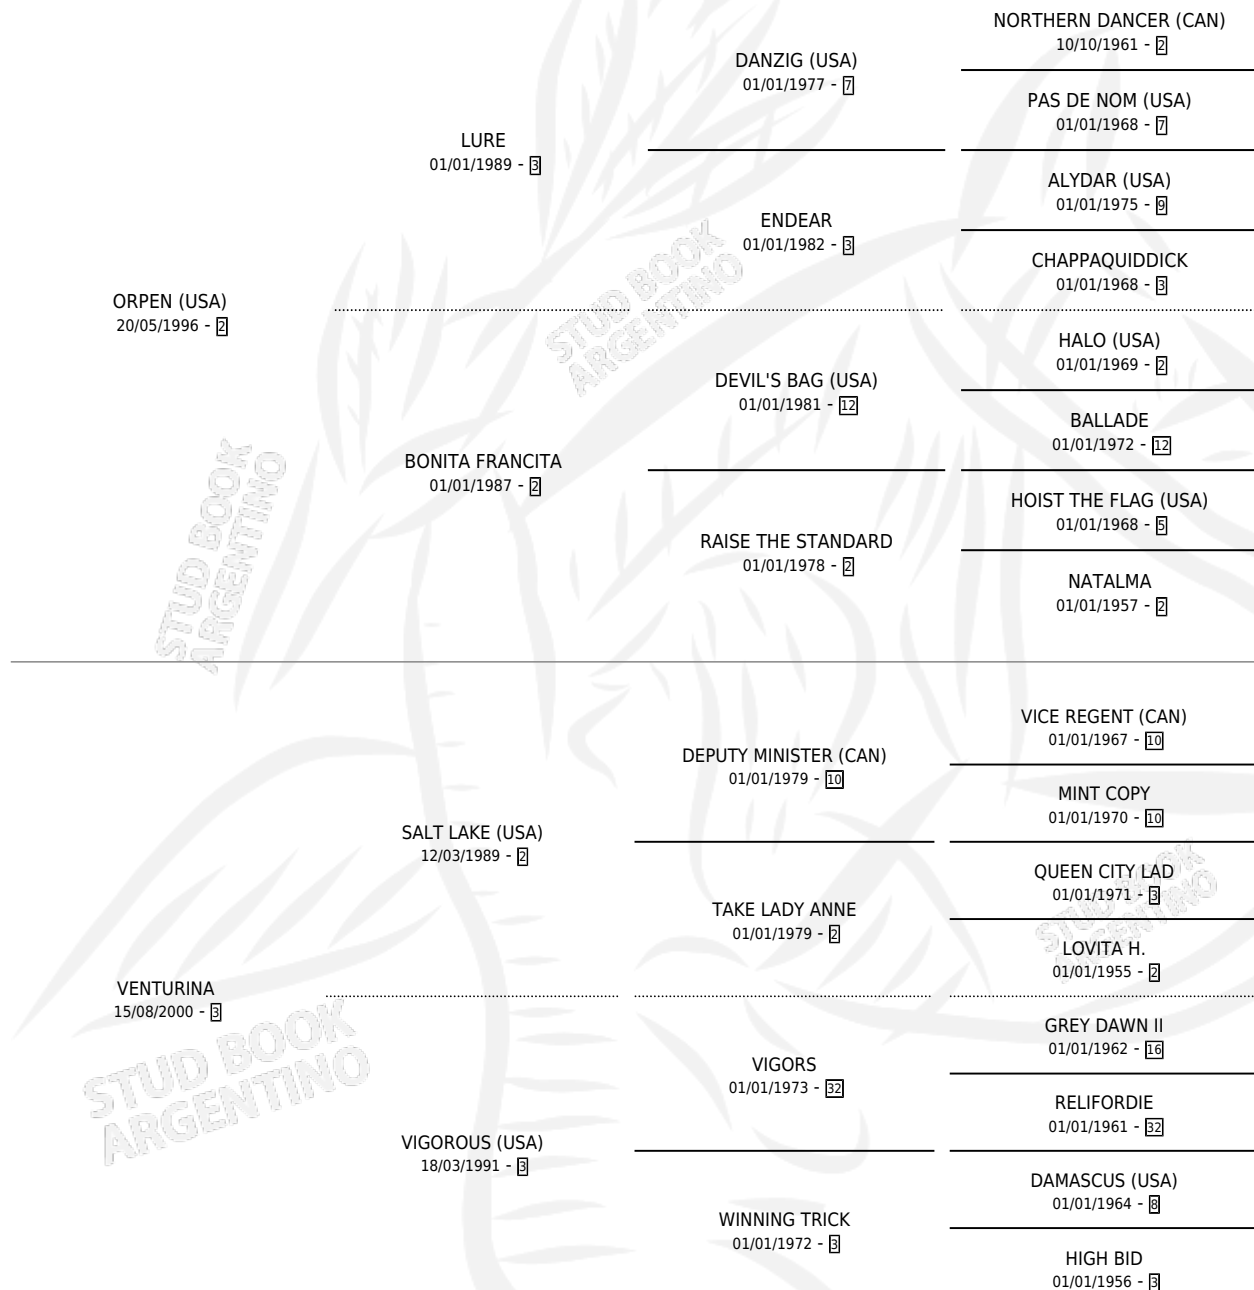 NORTHERN DANCER (CAN)
10/10/1961 - 2
DANZIG (USA)
01/01/1977 - 7
PAS DE NOM (USA)
01/01/1968 - 7
LURE
01/01/1989 - 3
ALYDAR (USA)
01/01/1975 - 9
ENDEAR
01/01/1982 - 3
CHAPPAQUIDDICK
01/01/1968 - 3
ORPEN (USA)
20/05/1996 - 2
HALO (USA)
01/01/1969 - 2
DEVIL'S BAG (USA)
01/01/1981 - 12
BALLADE
01/01/1972 - 12
BONITA FRANCITA
01/01/1987 - 2
HOIST THE FLAG (USA)
01/01/1968 - 5
RAISE THE STANDARD
01/01/1978 - 2
NATALMA
01/01/1957 - 2
VICE REGENT (CAN)
01/01/1967 - 10
DEPUTY MINISTER (CAN)
01/01/1979 - 10
MINT COPY
01/01/1970 - 10
SALT LAKE (USA)
12/03/1989 - 2
QUEEN CITY LAD
01/01/1971 - 3
TAKE LADY ANNE
01/01/1979 - 2
LOVITA H.
01/01/1955 - 2
VENTURINA
15/08/2000 - 3
GREY DAWN II
01/01/1962 - 16
VIGORS
01/01/1973 - 32
RELIFORDIE
01/01/1961 - 32
VIGOROUS (USA)
18/03/1991 - 3
DAMASCUS (USA)
01/01/1964 - 8
WINNING TRICK
01/01/1972 - 3
HIGH BID
01/01/1956 - 3
STUD BOOK
ARGENTINO
STUD BOOK
ARGENTINO
STUD BOOK
ARGENTINO
STUD BOOK
ARGENTINO